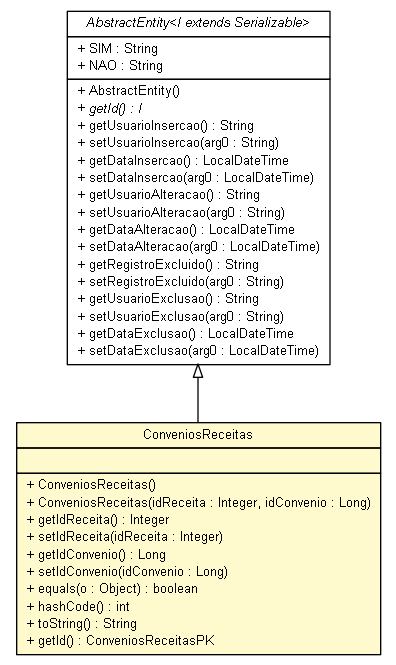 AbstractEntity<I extends Serializable>
+ SIM : String
+ NAO : String
+ AbstractEntity()
+ getId() : I
+ getUsuarioInsercao() : String
+ setUsuarioInsercao(arg0 : String)
+ getDataInsercao() : LocalDateTime
+ setDataInsercao(arg0 : LocalDateTime)
+ getUsuarioAlteracao() : String
+ setUsuarioAlteracao(arg0 : String)
+ getDataAlteracao() : LocalDateTime
+ setDataAlteracao(arg0 : LocalDateTime)
+ getRegistroExcluido() : String
+ setRegistroExcluido(arg0 : String)
+ getUsuarioExclusao() : String
+ setUsuarioExclusao(arg0 : String)
+ getDataExclusao() : LocalDateTime
+ setDataExclusao(arg0 : LocalDateTime)
ConveniosReceitas
+ ConveniosReceitas()
+ ConveniosReceitas(idReceita : Integer, idConvenio : Long)
+ getIdReceita() : Integer
+ setIdReceita(idReceita : Integer)
+ getIdConvenio() : Long
+ setIdConvenio(idConvenio : Long)
+ equals(o : Object) : boolean
+ hashCode() : int
+ toString() : String
+ getId() : ConveniosReceitasPK